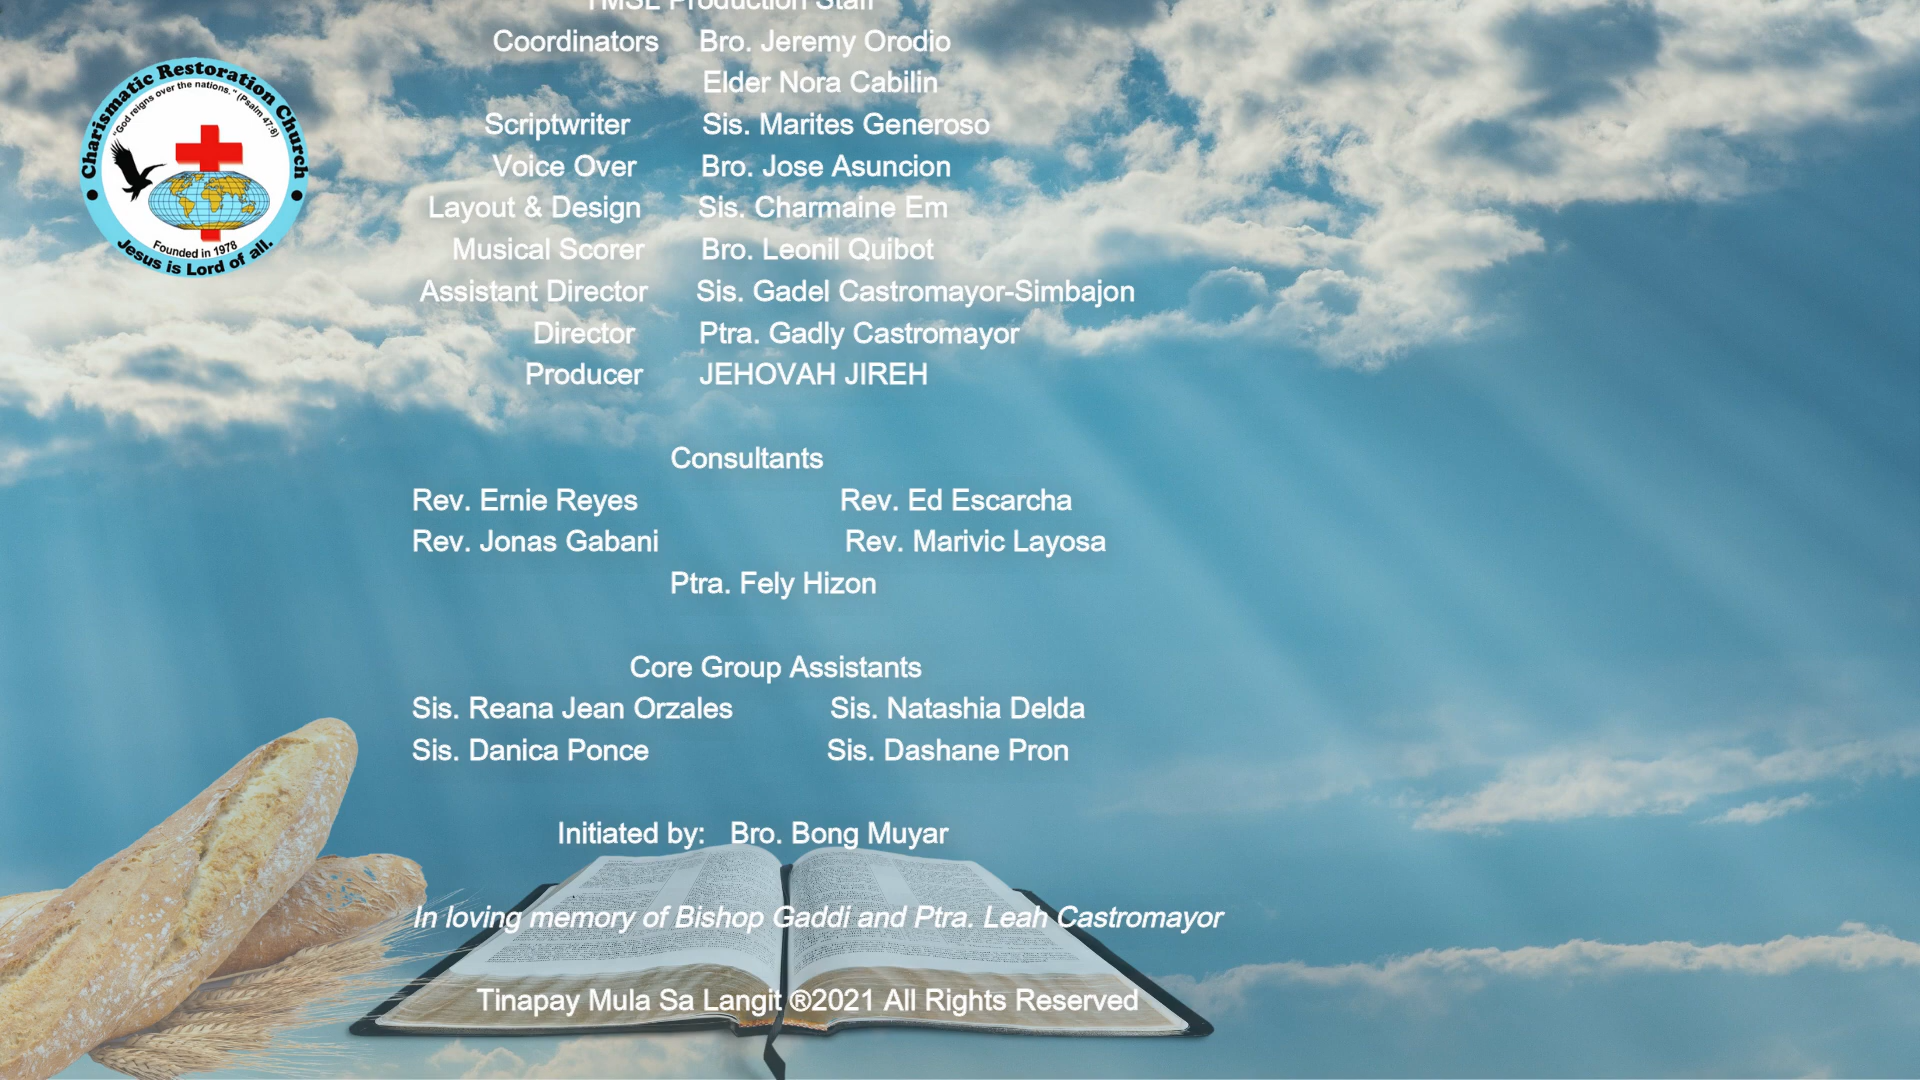 TMSL Production Staff
Coordinators Bro. Jeremy Orodio
Elder Nora Cabilin
Scriptwriter Sis. Marites Generoso
Voice Over Bro. Jose Asuncion
Layout & Design Sis. Charmaine Em
Musical Scorer Bro. Leonil Quibot
Assistant Director Sis. Gadel Castromayor-Simbajon
Director Ptra. Gadly Castromayor
Producer JEHOVAH JIREH
Consultants
Rev. Ernie Reyes Rev. Ed Escarcha
Rev. Jonas Gabani Rev. Marivic Layosa
Ptra. Fely Hizon
Core Group Assistants
Sis. Reana Jean Orzales Sis. Natashia Delda
Sis. Danica Ponce Sis. Dashane Pron
Initiated by: Bro. Bong Muyar
In loving memory of Bishop Gaddi and Ptra. Leah Castromayor
Tinapay Mula Sa Langit ®2021 All Rights Reserved
Charismatic Restoration Church
"God reigns over the nations." (Psalm 47:8)
Founded in 1978
Jesus is Lord of all.